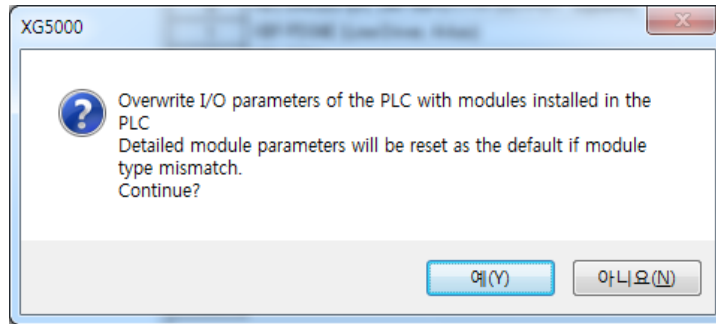 XG5000
Overwrite I/O parameters of the PLC with modules installed in the
PLC
Detailed module parameters will be reset as the default if module
type mismatch.
Continue?
예(Y)
아니요(N)